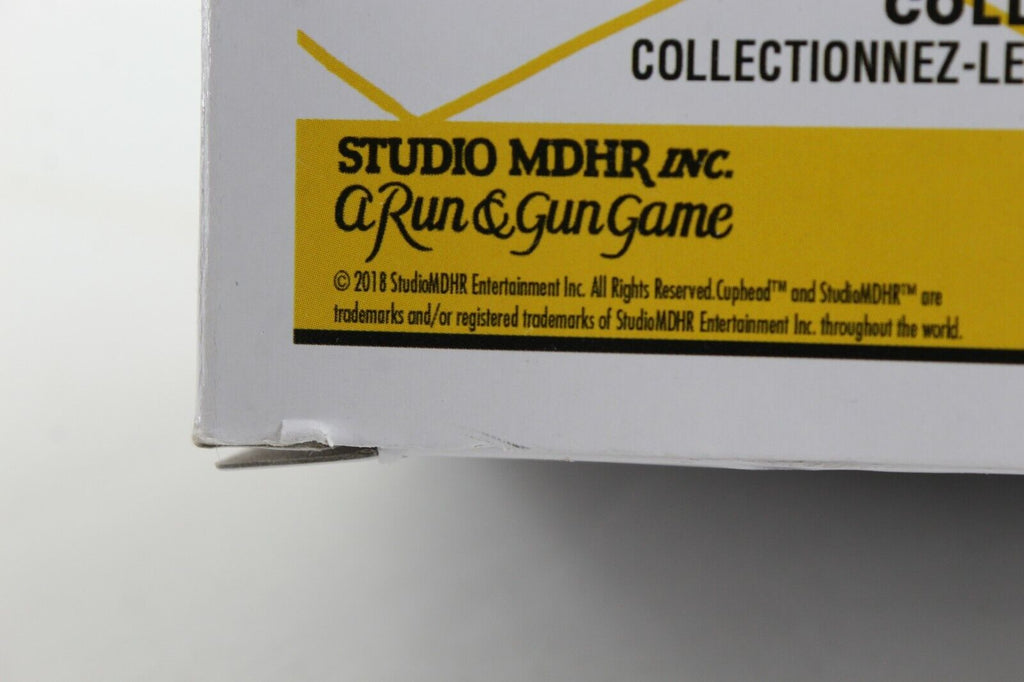 COLLECTIONNEZ-LE
STUDIO MDHR INC.
A Run & Gun Game
© 2018 StudioMDHR Entertainment Inc. All Rights Reserved.Cuphead™ and StudioMDHR™ are
trademarks and/or registered trademarks of StudioMDHR Entertainment Inc. throughout the world.